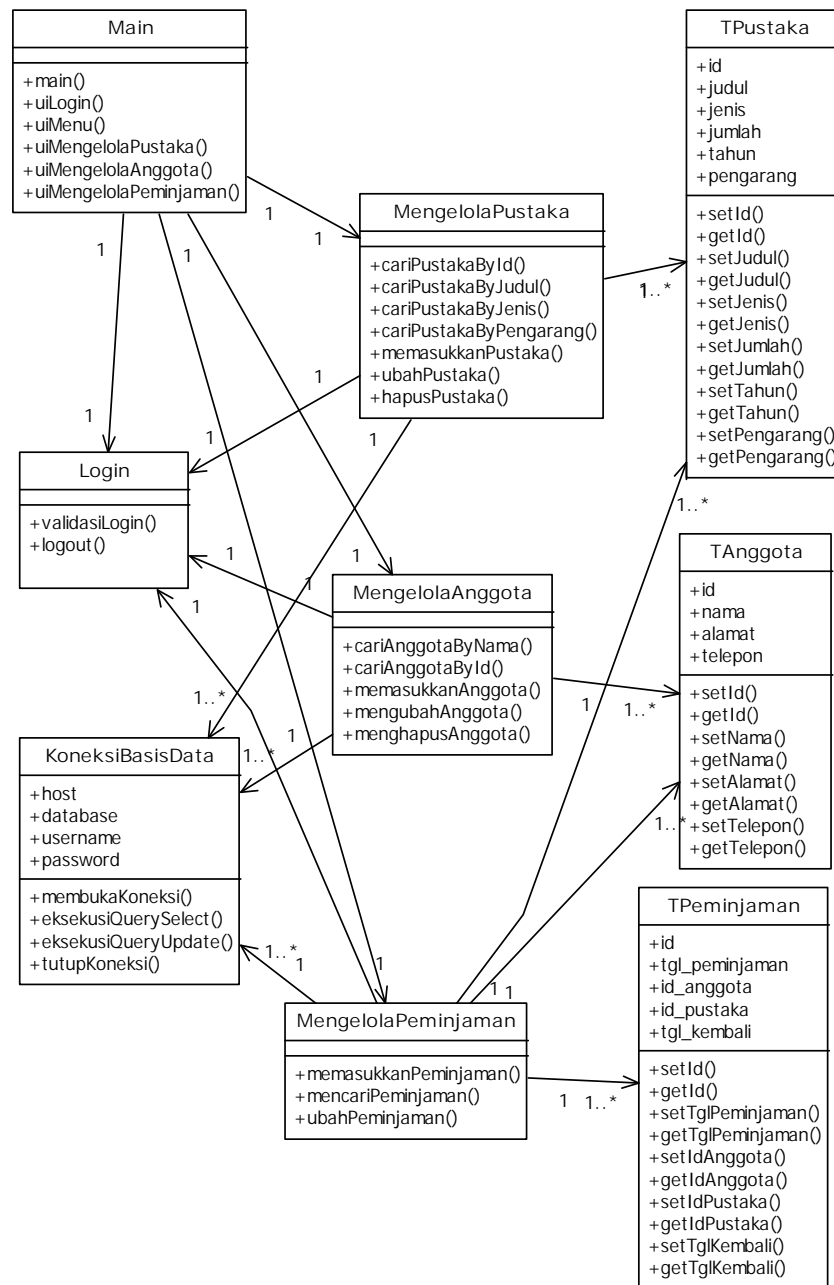 Main
+main()
+uiLogin()
+uiMenu()
+uiMengelolaPustaka()
+uiMengelolaAnggota()
+uiMengelolaPeminjaman()
TPustaka
+id
+judul
+jenis
+jumlah
+tahun
+pengarang
+setId()
+getId()
+setJudul()
+getJudul()
+setJenis()
+getJenis()
+setJumlah()
+getJumlah()
+setTahun()
+getTahun()
+setPengarang()
+getPengarang()
MengelolaPustaka
+cariPustakaById()
+cariPustakaByJudul()
+cariPustakaByJenis()
+cariPustakaByPengarang()
+memasukkanPustaka()
+ubahPustaka()
+hapusPustaka()
1
1
1
1
1
1
1..*
1
1
1
1
1
Login
+validasiLogin()
+logout()
1..*
1
1
1
1
MengelolaAnggota
+cariAnggotaByNama()
+cariAnggotaById()
+memasukkanAnggota()
+mengubahAnggota()
+menghapusAnggota()
TAnggota
+id
+nama
+alamat
+telepon
+setId()
+getId()
+setNama()
+getNama()
+setAlamat()
+getAlamat()
+setTelepon()
+getTelepon()
1..*
1
1..*
1
1..*
1..*
KoneksiBasisData
+host
+database
+username
+password
+membukaKoneksi()
+eksekusiQuerySelect()
+eksekusiQueryUpdate()
+tutupKoneksi()
1..*
1
1
1
1
MengelolaPeminjaman
+memasukkanPeminjaman()
+mencariPeminjaman()
+ubahPeminjaman()
1
1..*
TPeminjaman
+id
+tgl_peminjaman
+id_anggota
+id_pustaka
+tgl_kembali
+setId()
+getId()
+setTglPeminjaman()
+getTglPeminjaman()
+setIdAnggota()
+getIdAnggota()
+setIdPustaka()
+getIdPustaka()
+setTglKembali()
+getTglKembali()